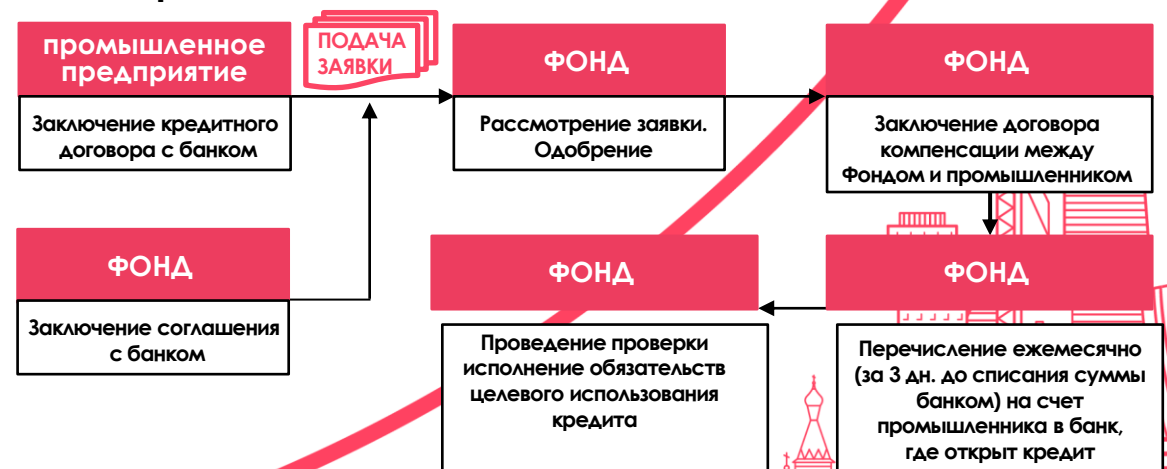 промышленное
предприятие
Заключение кредитного
договора с банком
ПОДАЧА
ЗАЯВКИ
ФОНД
Рассмотрение заявки.
Одобрение
ФОНД
Заключение договора
компенсации между
Фондом и промышленником
ФОНД
Заключение соглашения
с банком
ФОНД
Проведение проверки
исполнение обязательств
целевого использования
кредита
ФОНД
Перечисление ежемесячно
(за 3 дн. до списания суммы
банком) на счет
промышленника в банк,
где открыт кредит